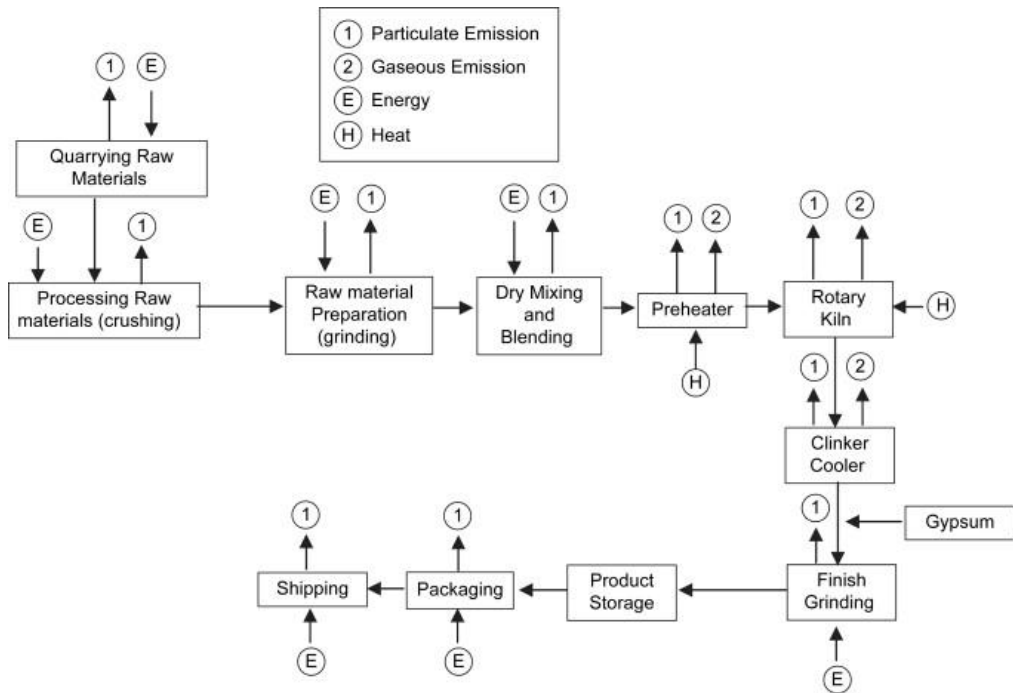 1 Particulate Emission
2 Gaseous Emission
E Energy
H Heat
1 E
Quarrying Raw
Materials
E 1
Processing Raw
materials (crushing)
E 1
Raw material
Preparation
(grinding)
E 1
Dry Mixing
and
Blending
1 2
Preheater
H
1 2
Rotary
Kiln
H
1 2
Clinker
Cooler
Gypsum
1
Finish
Grinding
E
Product
Storage
1
Packaging
E
1
Shipping
E